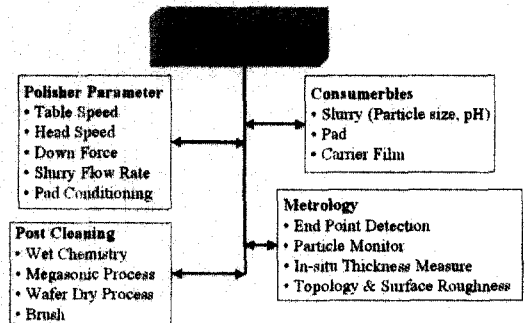 Polisher Parameter
• Table Speed
• Head Speed
• Down Force
• Slurry Flow Rate
• Pad Conditioning
Consumerbles
• Slurry (Particle size, pH)
• Pad
• Carrier Film
Post Cleaning
• Wet Chemistry
• Megasonic Process
• Wafer Dry Process
• Brush
Metrology
• End Point Detection
• Particle Monitor
• In-situ Thickness Measure
• Topology & Surface Roughness